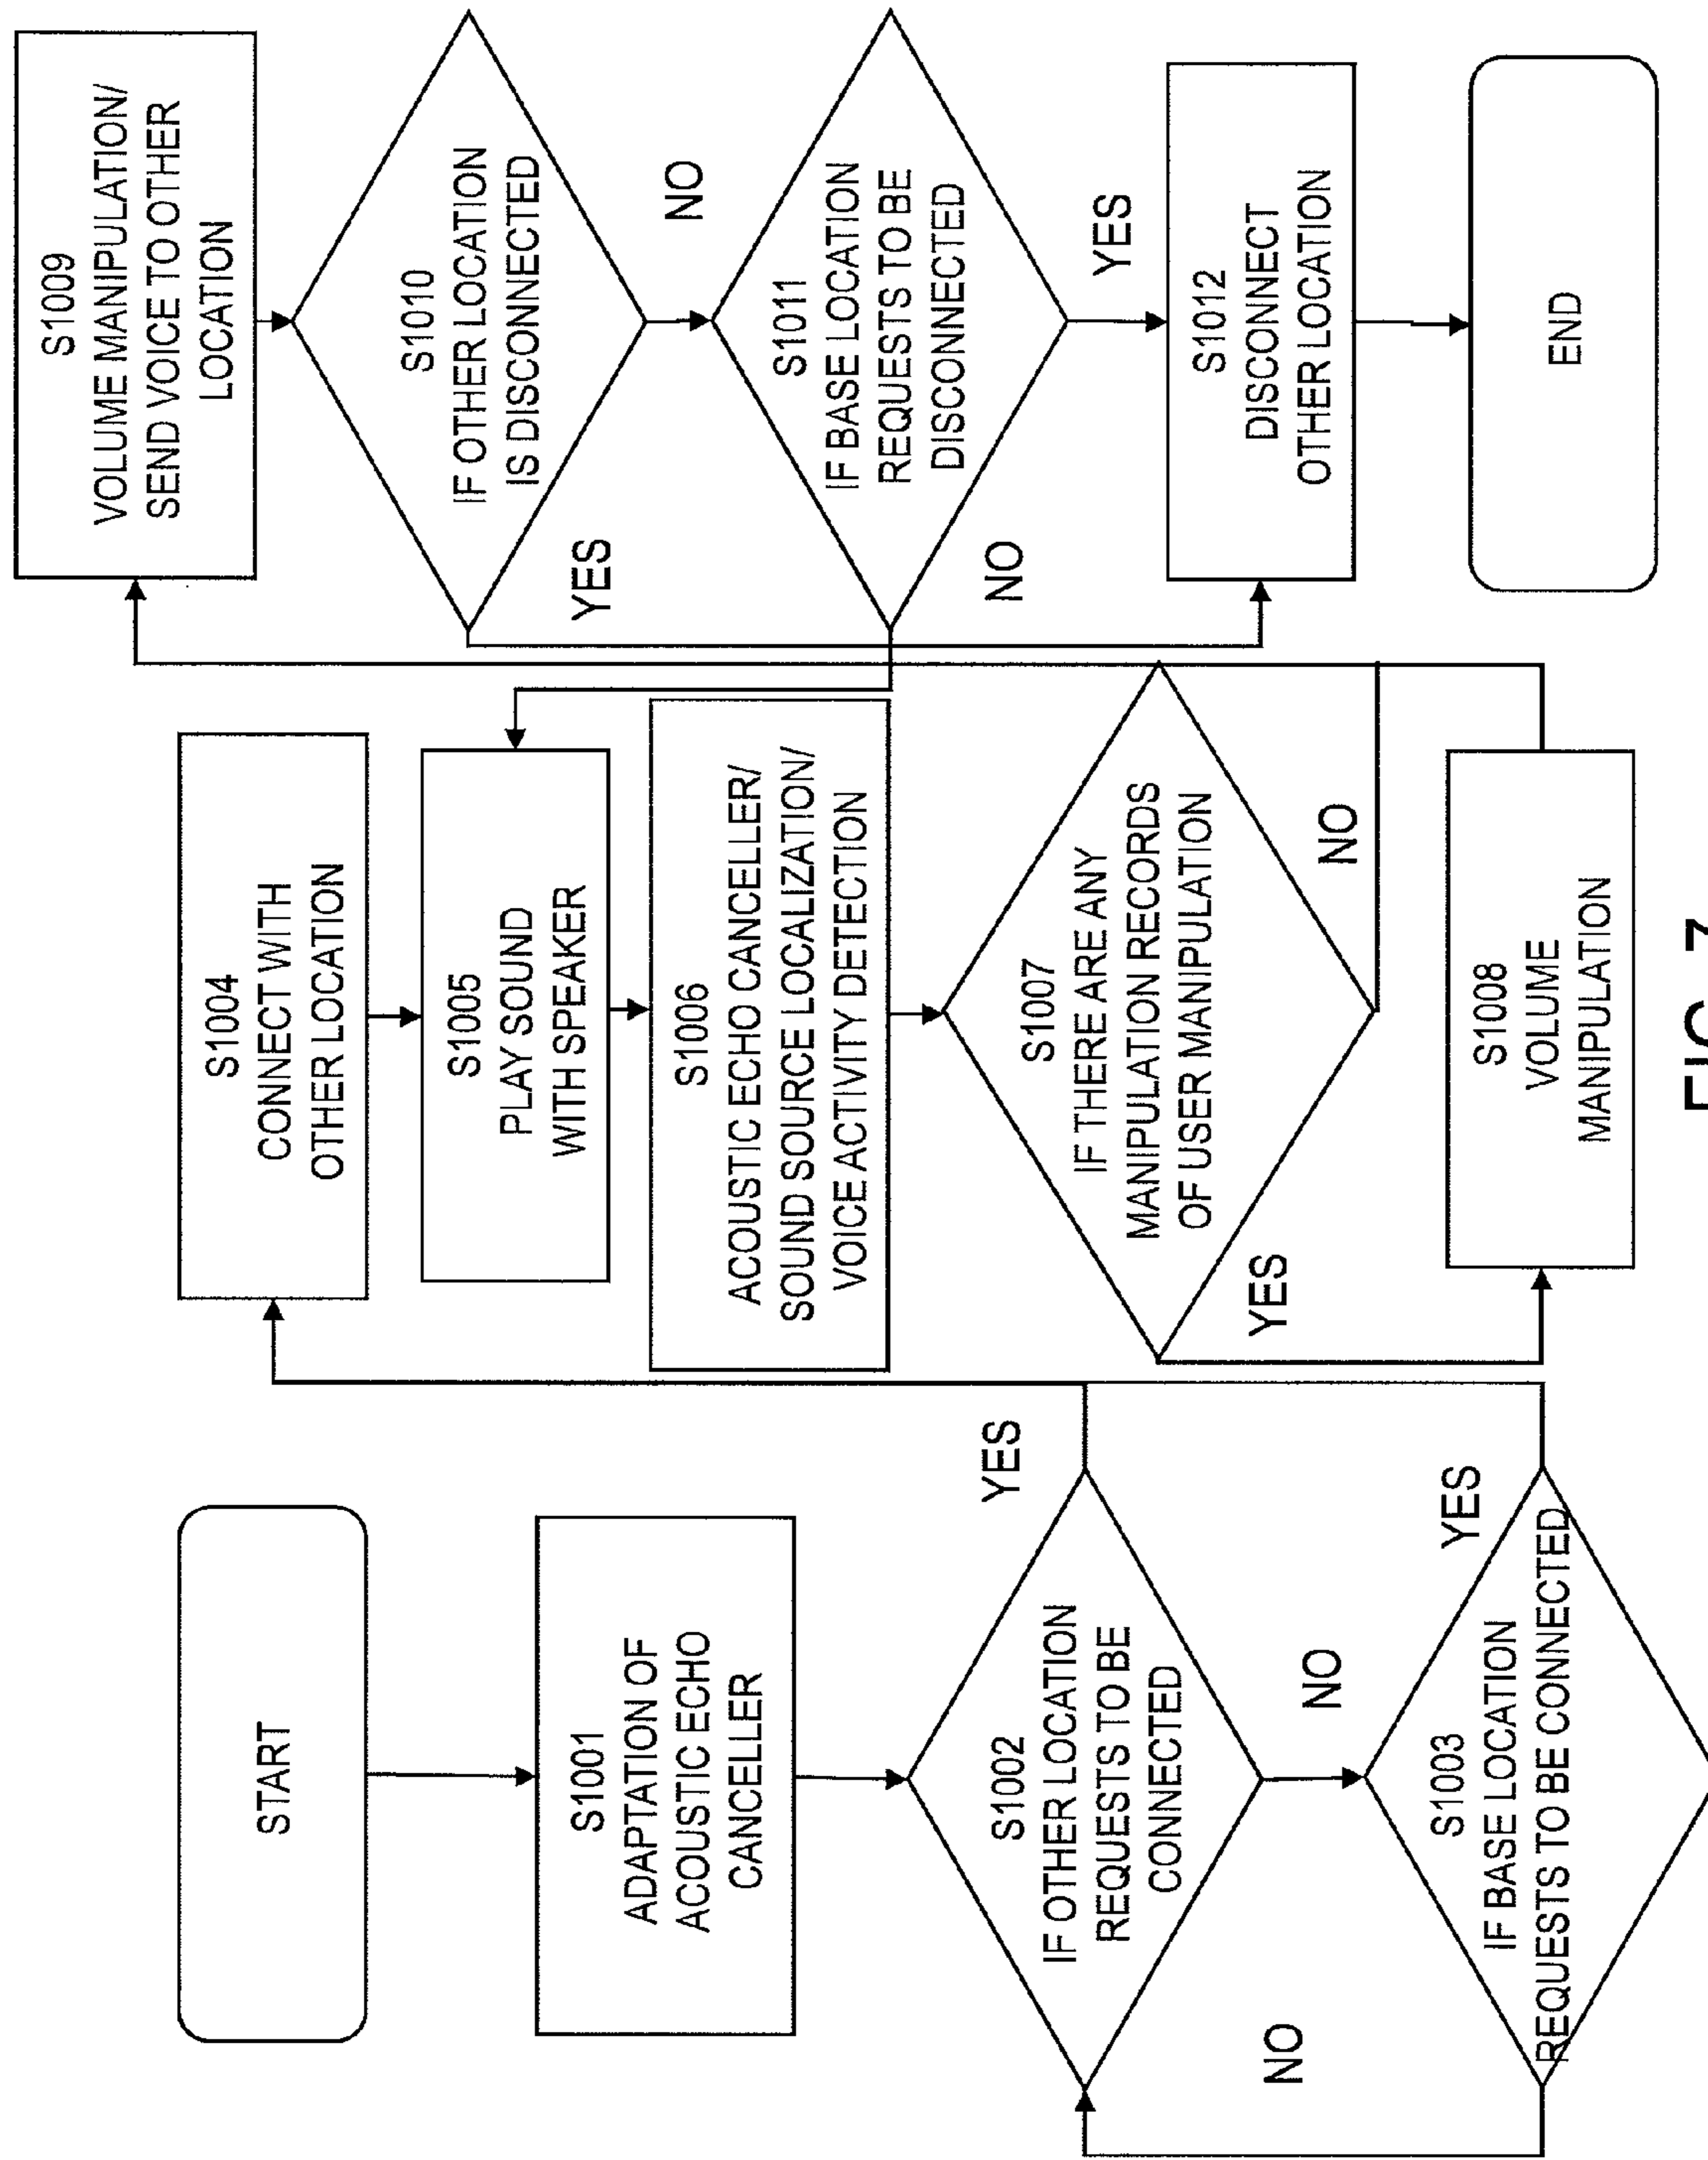 START
S1001
ADAPTATION OF
ACOUSTIC ECHO
CANCELLER
S1002
IF OTHER LOCATION
REQUESTS TO BE
CONNECTED
YES
NO
S1003
IF BASE LOCATION
REQUESTS TO BE CONNECTED
YES
NO
S1004
CONNECT WITH
OTHER LOCATION
S1005
PLAY SOUND
WITH SPEAKER
S1006
ACOUSTIC ECHO CANCELLER/
SOUND SOURCE LOCALIZATION/
VOICE ACTIVITY DETECTION
S1007
IF THERE ARE ANY
MANIPULATION RECORDS
OF USER MANIPULATION
YES
NO
S1008
VOLUME
MANIPULATION
S1009
VOLUME MANIPULATION/
SEND VOICE TO OTHER
LOCATION
S1010
IF OTHER LOCATION
IS DISCONNECTED
YES
NO
S1011
IF BASE LOCATION
REQUESTS TO BE
DISCONNECTED
NO
YES
S1012
DISCONNECT
OTHER LOCATION
END